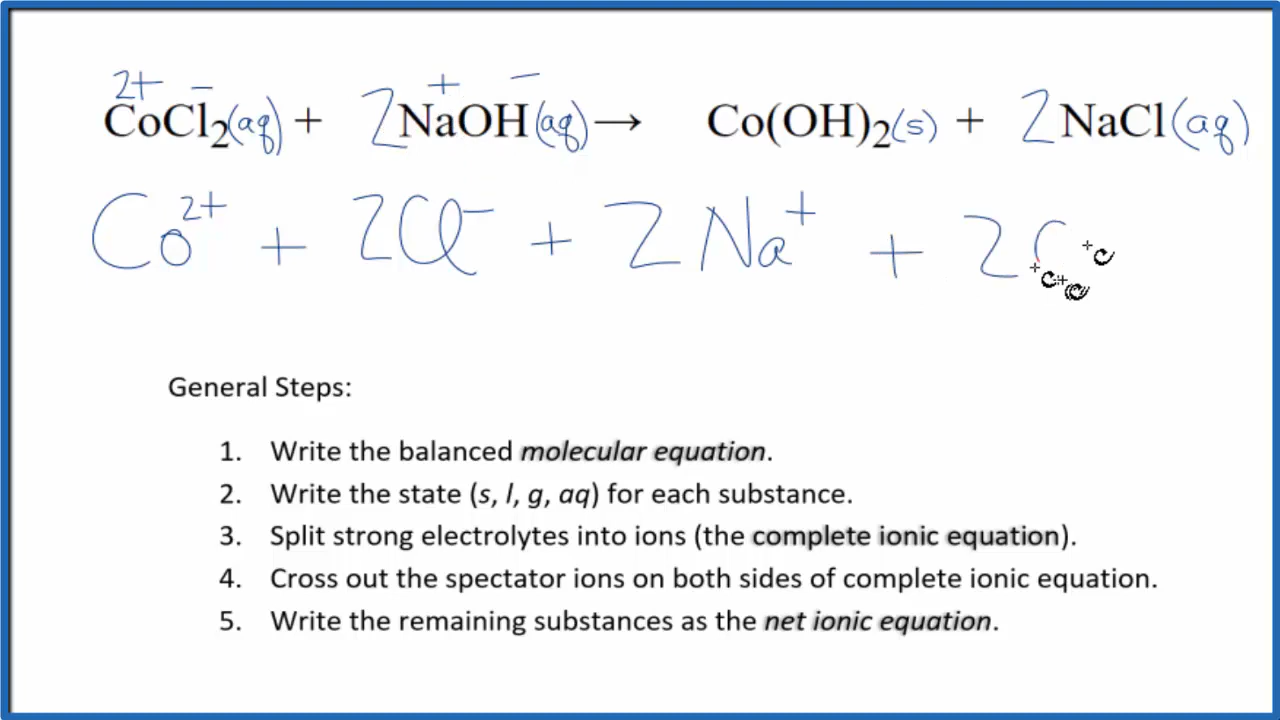 2+ - + -
CoCl₂(aq) + 2NaOH(aq) → Co(OH)₂(s) + 2NaCl(aq)
Co²⁺ + 2Cl⁻ + 2Na⁺ + 2
General Steps:
1. Write the balanced molecular equation.
2. Write the state (s, l, g, aq) for each substance.
3. Split strong electrolytes into ions (the complete ionic equation).
4. Cross out the spectator ions on both sides of complete ionic equation.
5. Write the remaining substances as the net ionic equation.